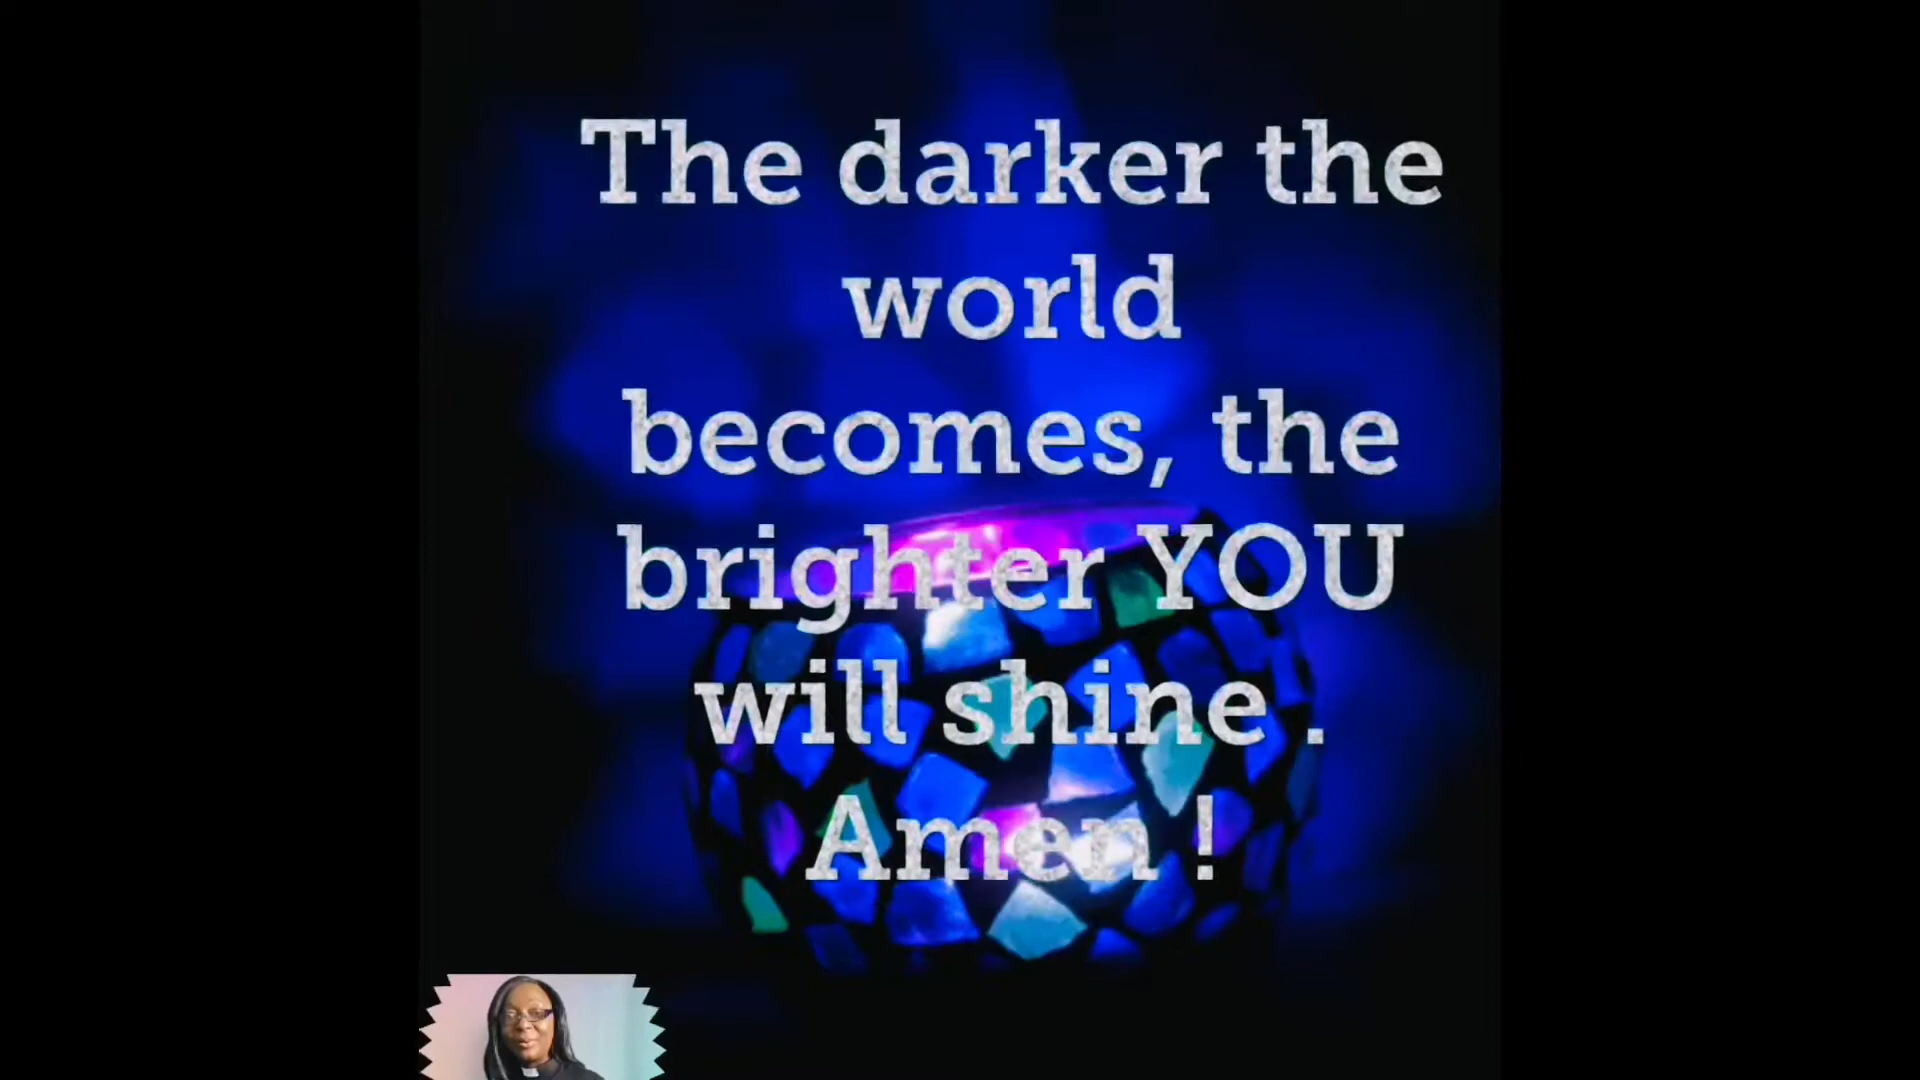 The darker the
world
becomes, the
brighter YOU
will shine .
Amen !